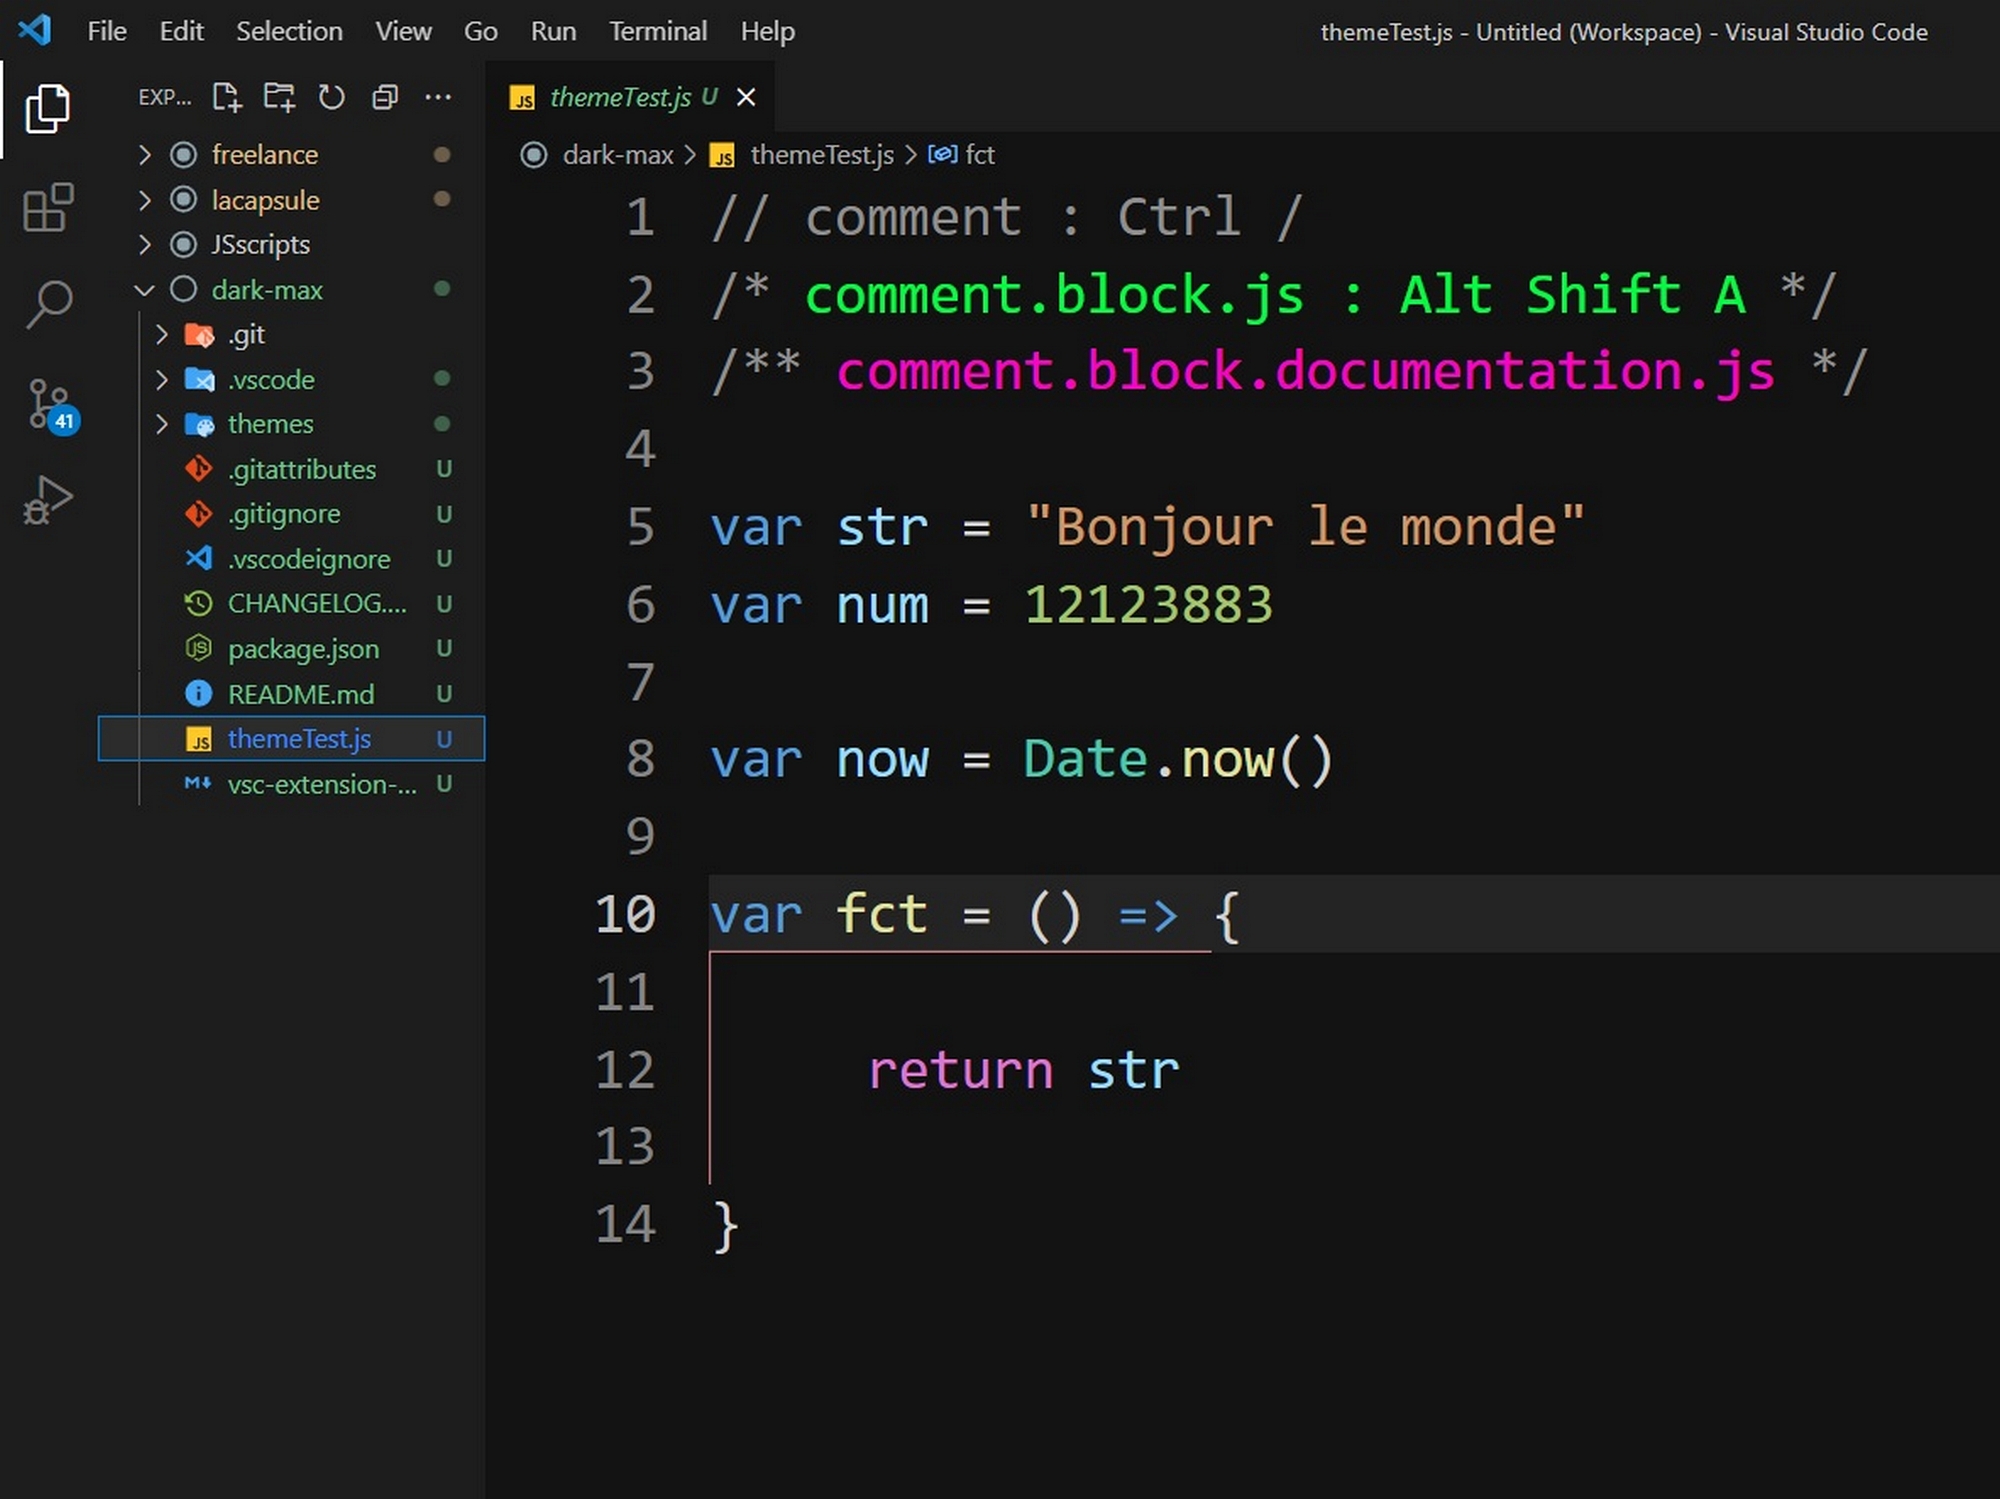 File Edit Selection View Go Run Terminal Help
themeTest.js - Untitled (Workspace) - Visual Studio Code
EXP...
freelance
lacapsule
JSscripts
dark-max
.git
.vscode
themes
.gitattributes U
.gitignore U
.vscodeignore U
CHANGELOG.... U
package.json U
README.md U
JS themeTest.js U
M vsc-extension-... U
41
JS themeTest.js U
dark-max > JS themeTest.js > fct
1 // comment : Ctrl /
2 /* comment.block.js : Alt Shift A */
3 /** comment.block.documentation.js */
4
5 var str = "Bonjour le monde"
6 var num = 12123883
7
8 var now = Date.now()
9
10 var fct = () => {
11
12 return str
13
14 }